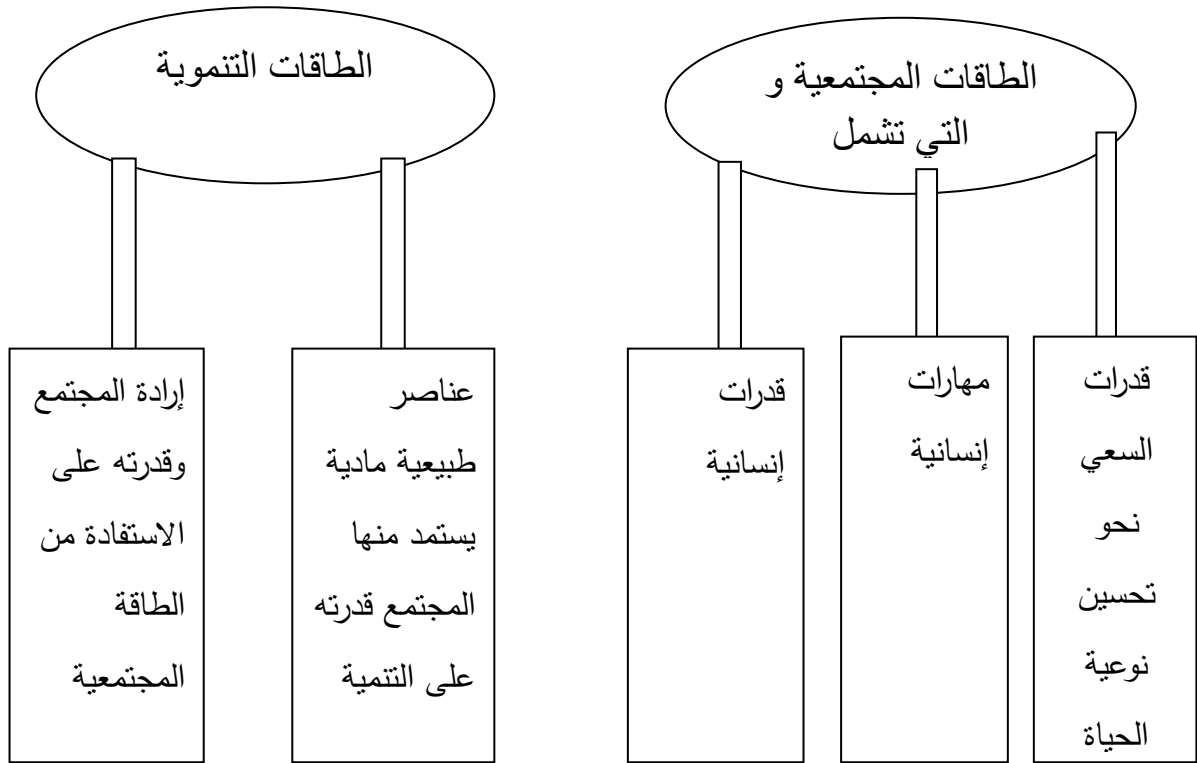 الطاقات المجتمعية و
التي تشمل
قدرات
السعي
نحو
تحسين
نوعية
الحياة
مهارات
إنسانية
قدرات
إنسانية
الطاقات التنموية
عناصر
طبيعية مادية
يستمد منها
المجتمع قدرته
على التنمية
إرادة المجتمع
وقدرته على
الاستفادة من
الطاقة
المجتمعية